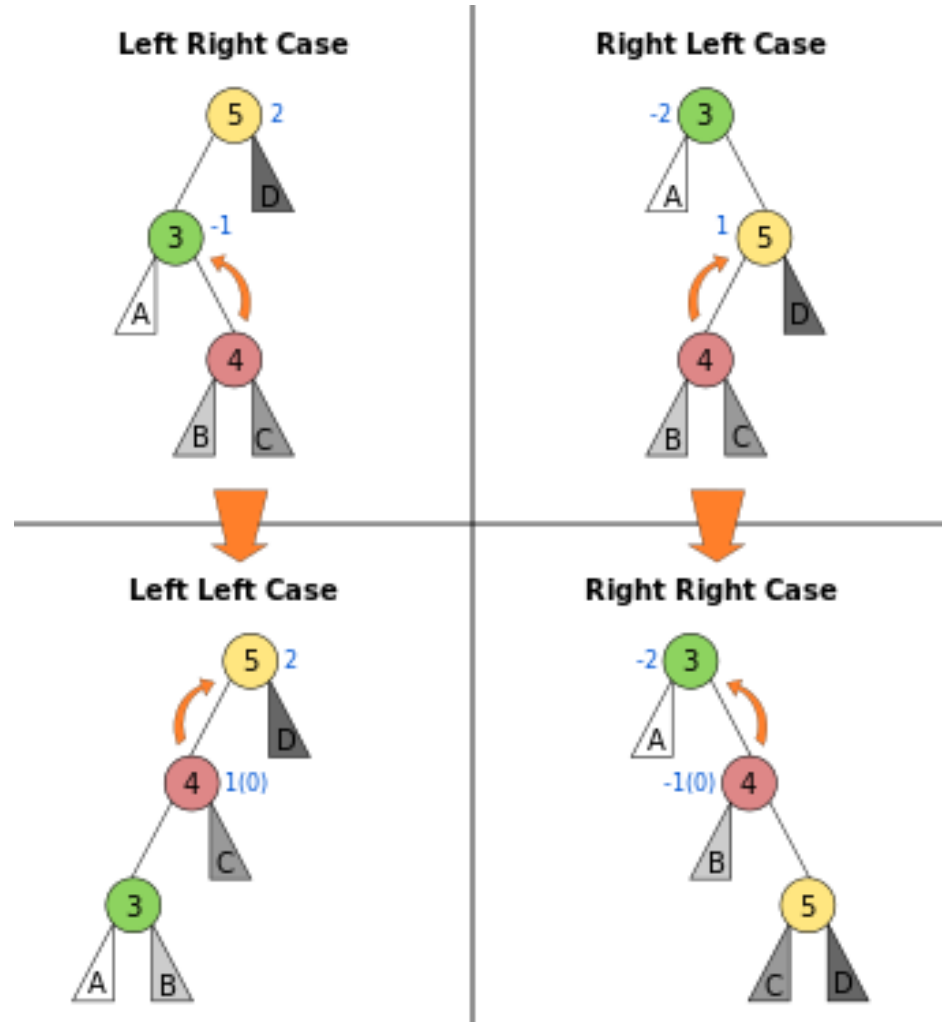 Left Right Case
5 2
D
3 -1
A
4
B C
Right Left Case
-2 3
A
1 5
D
4
B C
Left Left Case
5 2
D
4 1(0)
C
3
A B
Right Right Case
-2 3
A
-1(0) 4
B
5
C D